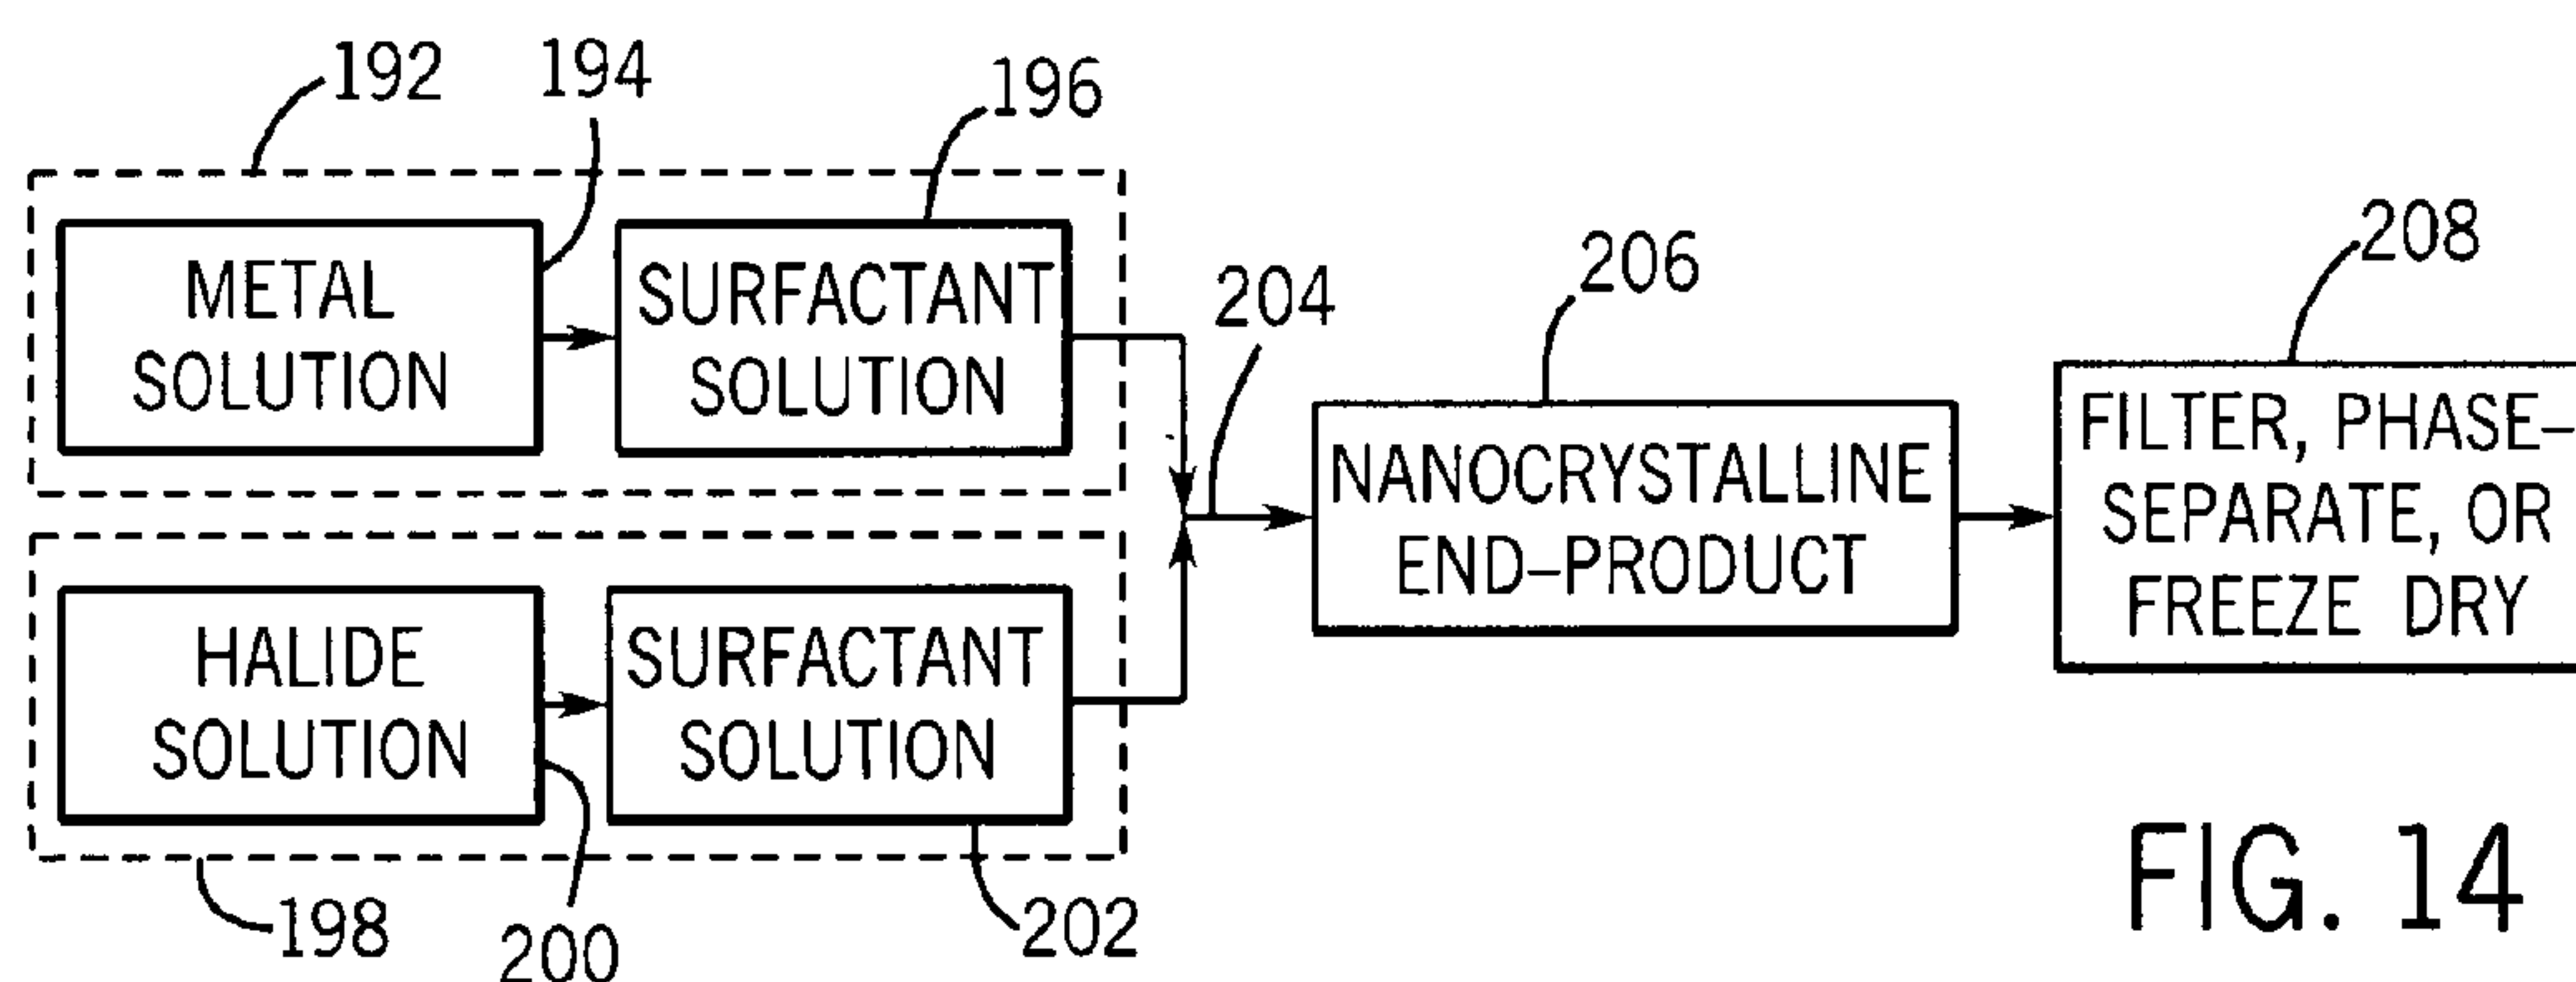 192
194
196
METAL
SOLUTION
SURFACTANT
SOLUTION
204
206
208
NANOCRYSTALLINE
END–PRODUCT
FILTER, PHASE–
SEPARATE, OR
FREEZE DRY
HALIDE
SOLUTION
SURFACTANT
SOLUTION
198
200
202
FIG. 14